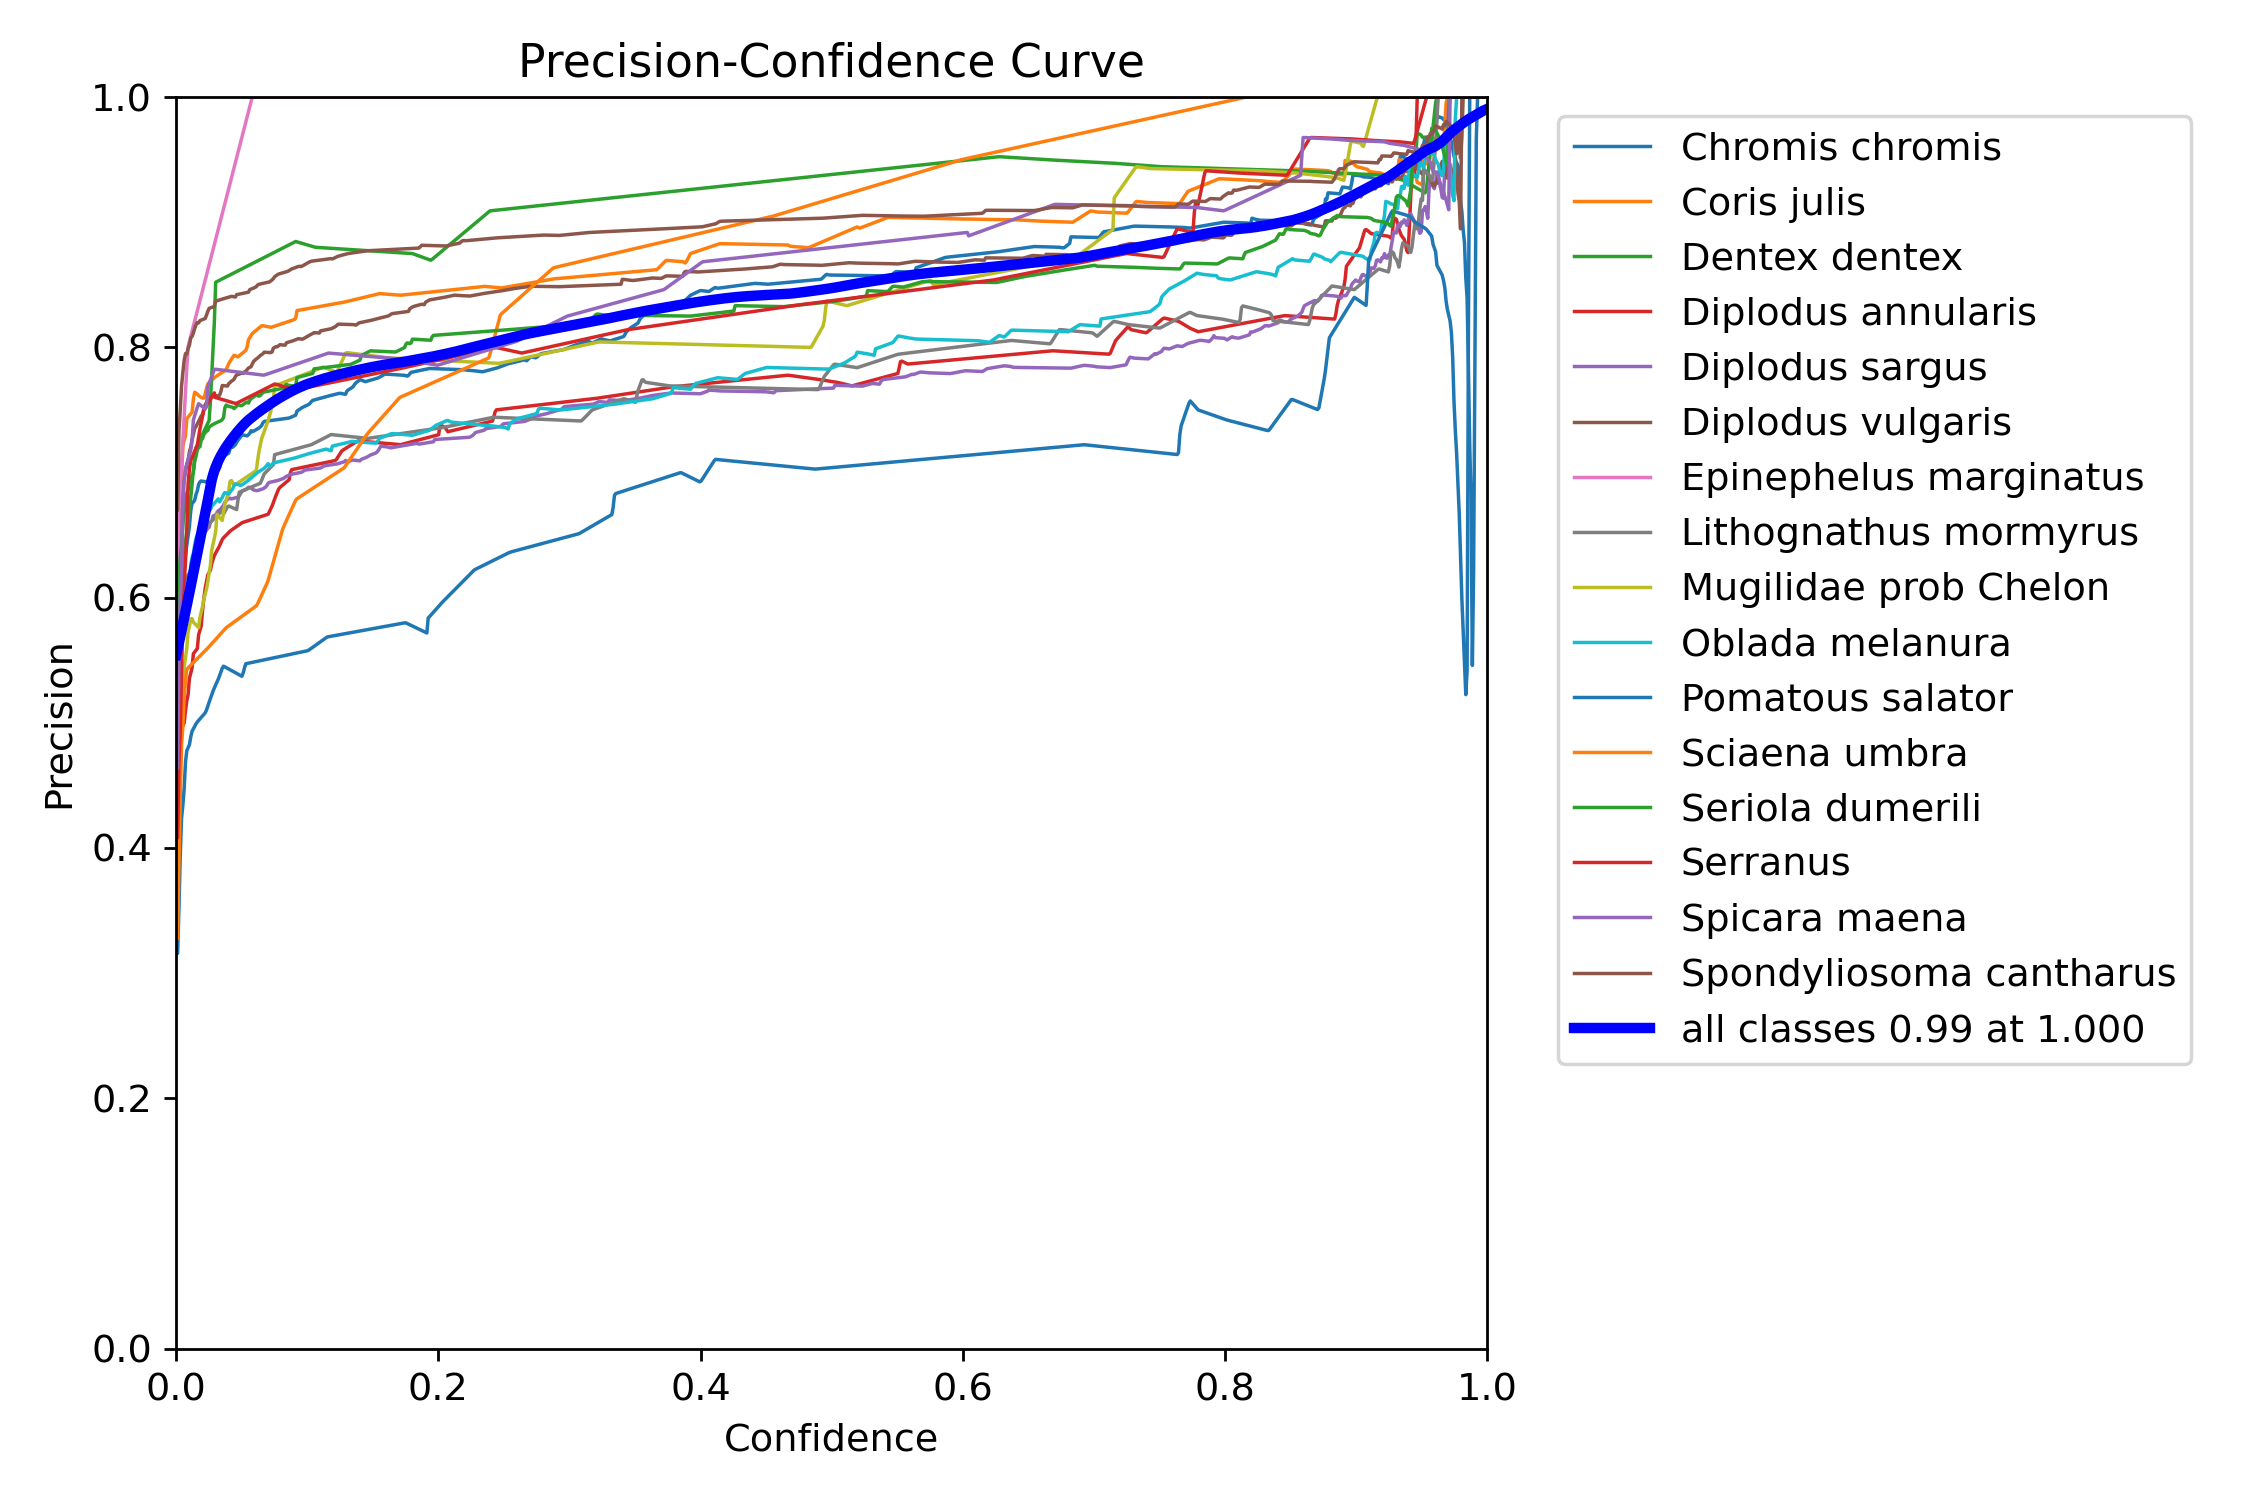 Precision-Confidence Curve
1.0
0.8
0.6
0.4
0.2
0.0
Precision
0.0 0.2 0.4 0.6 0.8 1.0
Confidence
Chromis chromis
Coris julis
Dentex dentex
Diplodus annularis
Diplodus sargus
Diplodus vulgaris
Epinephelus marginatus
Lithognathus mormyrus
Mugilidae prob Chelon
Oblada melanura
Pomatous salator
Sciaena umbra
Seriola dumerili
Serranus
Spicara maena
Spondyliosoma cantharus
all classes 0.99 at 1.000